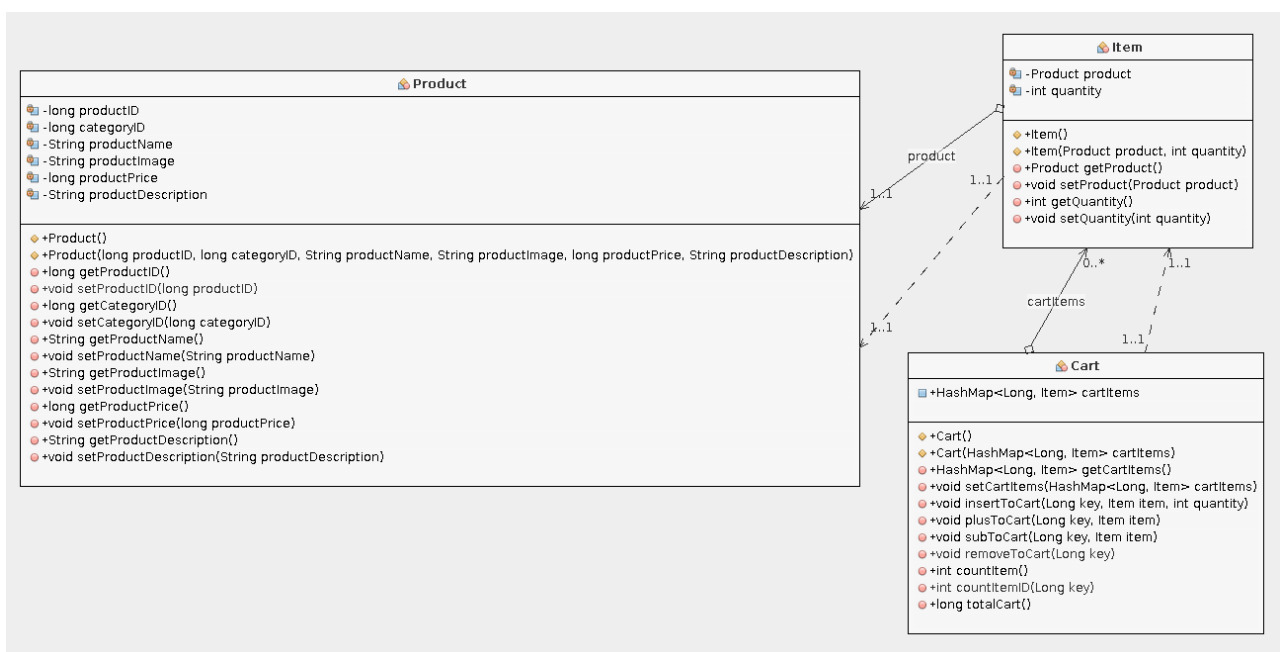 Product
-long productID
-long categoryID
-String productName
-String productImage
-long productPrice
-String productDescription
+Product()
+Product(long productID, long categoryID, String productName, String productImage, long productPrice, String productDescription)
+long getProductID()
+void setProductID(long productID)
+long getCategoryID()
+void setCategoryID(long categoryID)
+String getProductName()
+void setProductName(String productName)
+String getProductImage()
+void setProductImage(String productImage)
+long getProductPrice()
+void setProductPrice(long productPrice)
+String getProductDescription()
+void setProductDescription(String productDescription)
product
1..1
1..1
1..1
Item
-Product product
-int quantity
+Item()
+Item(Product product, int quantity)
+Product getProduct()
+void setProduct(Product product)
+int getQuantity()
+void setQuantity(int quantity)
0..*
1..1
cartItems
1..1
Cart
+HashMap<Long, Item> cartItems
+Cart()
+Cart(HashMap<Long, Item> cartItems)
+HashMap<Long, Item> getCartItems()
+void setCartItems(HashMap<Long, Item> cartItems)
+void insertToCart(Long key, Item item, int quantity)
+void plusToCart(Long key, Item item)
+void subToCart(Long key, Item item)
+void removeToCart(Long key)
+int countItem()
+int countItemID(Long key)
+long totalCart()